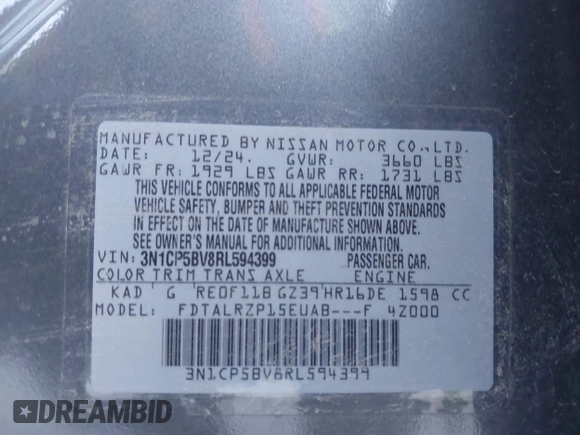 MANUFACTURED BY NISSAN MOTOR CO.,LTD.
DATE: 12/24. GVWR: 3660 LBS
GAWR FR: 1929 LBS GAWR RR: 1731 LBS
THIS VEHICLE CONFORMS TO ALL APPLICABLE FEDERAL MOTOR
VEHICLE SAFETY, BUMPER AND THEFT PREVENTION STANDARDS
IN EFFECT ON THE DATE OF MANUFACTURE SHOWN ABOVE.
SEE OWNER'S MANUAL FOR ADDITIONAL INFORMATION.
VIN: 3N1CP5BV8RL594399 PASSENGER CAR.
COLOR TRIM TRANS AXLE ENGINE
KAD G RE0F11B GZ39 HR16DE 1598 CC
MODEL: FDTALRZP15EUAB---F 4Z000
3N1CP5BV8RL594399
DREAMBID